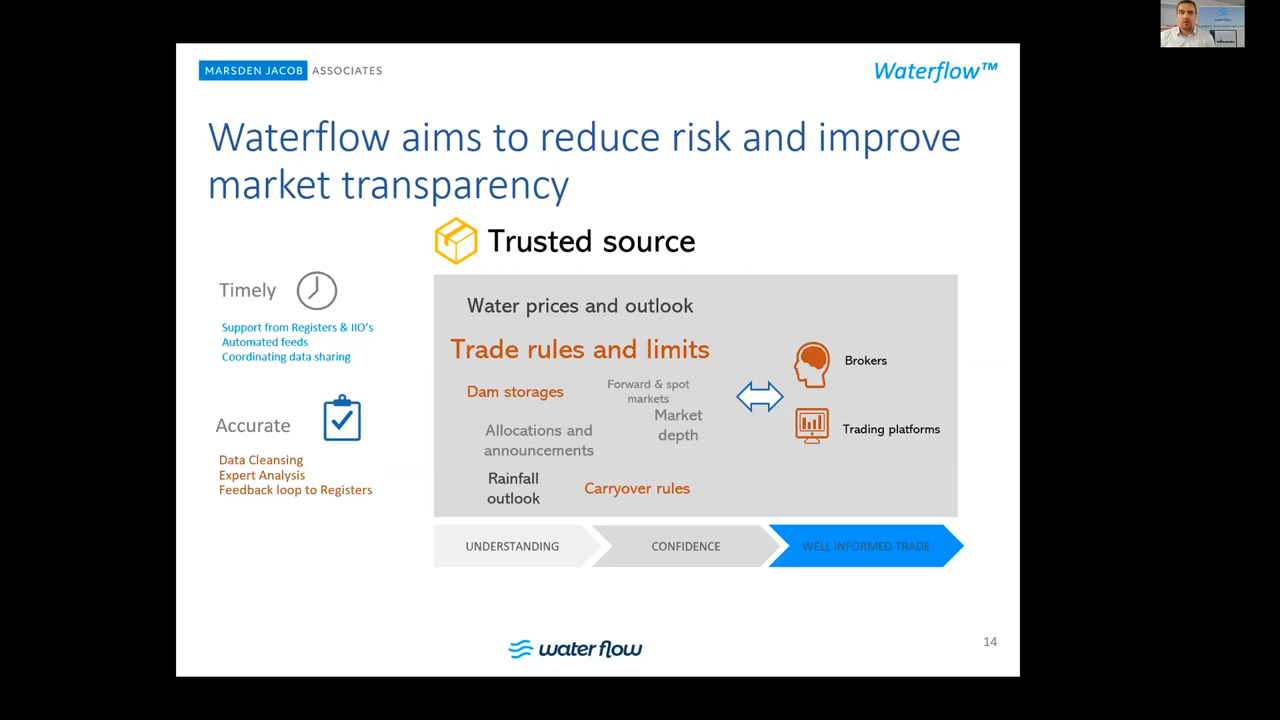 MARSDEN JACOB ASSOCIATES
Waterflow™
Waterflow aims to reduce risk and improve
market transparency
Trusted source
Timely
Support from Registers & IIO's
Automated feeds
Coordinating data sharing
Accurate
Data Cleansing
Expert Analysis
Feedback loop to Registers
Water prices and outlook
Trade rules and limits
Dam storages
Forward & spot
markets
Market
depth
Allocations and
announcements
Rainfall
outlook
Carryover rules
Brokers
Trading platforms
UNDERSTANDING
CONFIDENCE
WELL INFORMED TRADE
water flow
14